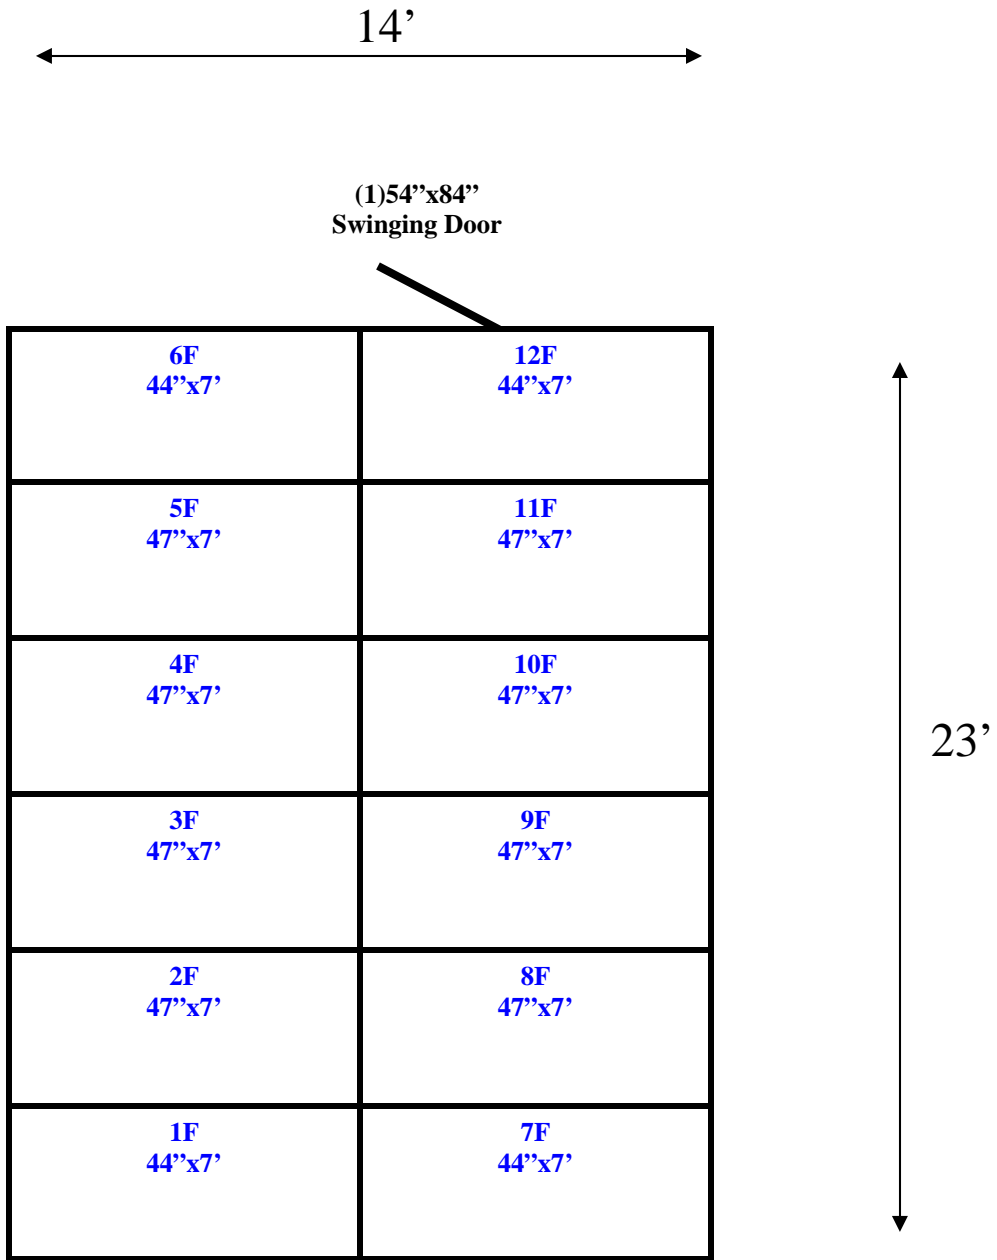 14’
(1)54”x84”
Swinging Door
6F
44”x7’
12F
44”x7’
5F
47”x7’
11F
47”x7’
4F
47”x7’
10F
47”x7’
23’
3F
47”x7’
9F
47”x7’
2F
47”x7’
8F
47”x7’
1F
44”x7’
7F
44”x7’